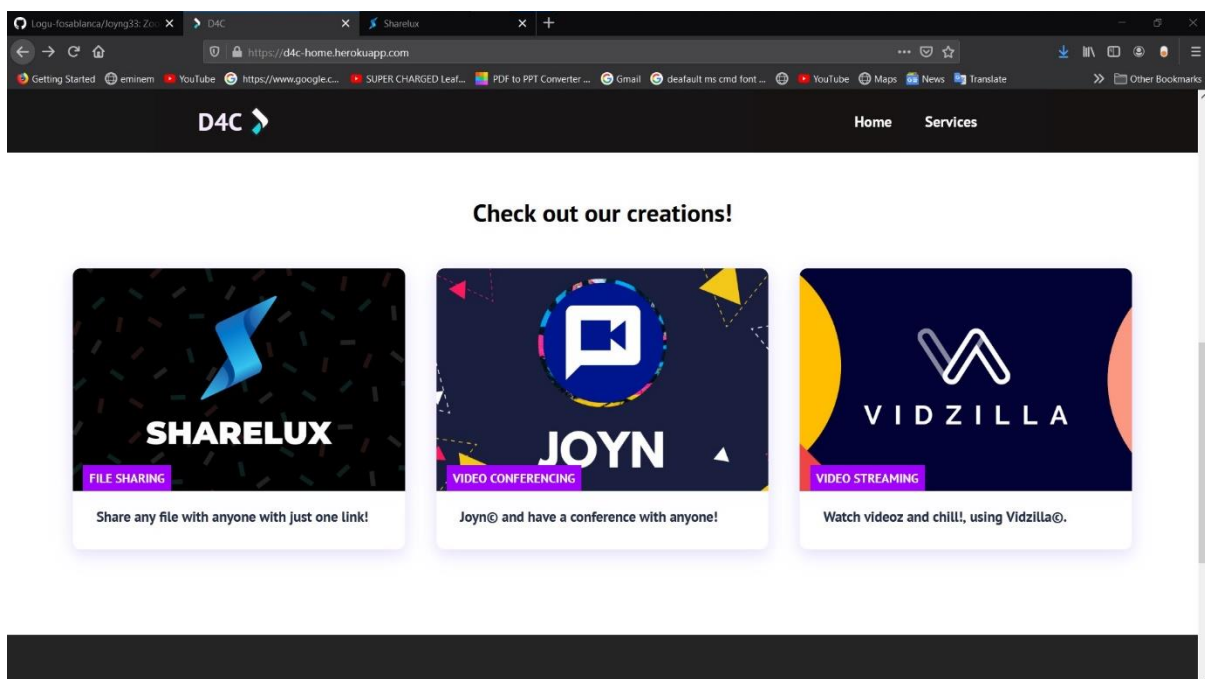 Logu-fosablanca/Joyng33: Zoo
D4C
Sharelux
https://d4c-home.herokuapp.com
Getting Started eminem YouTube https://www.google.c... SUPER CHARGED Leaf... PDF to PPT Converter ... Gmail deafault ms cmd font ... YouTube Maps News Translate Other Bookmarks
D4C Home Services
Check out our creations!
SHARELUX
FILE SHARING
Share any file with anyone with just one link!
JOYN
VIDEO CONFERENCING
Joyn© and have a conference with anyone!
VIDZILLA
VIDEO STREAMING
Watch videoz and chill!, using Vidzilla©.